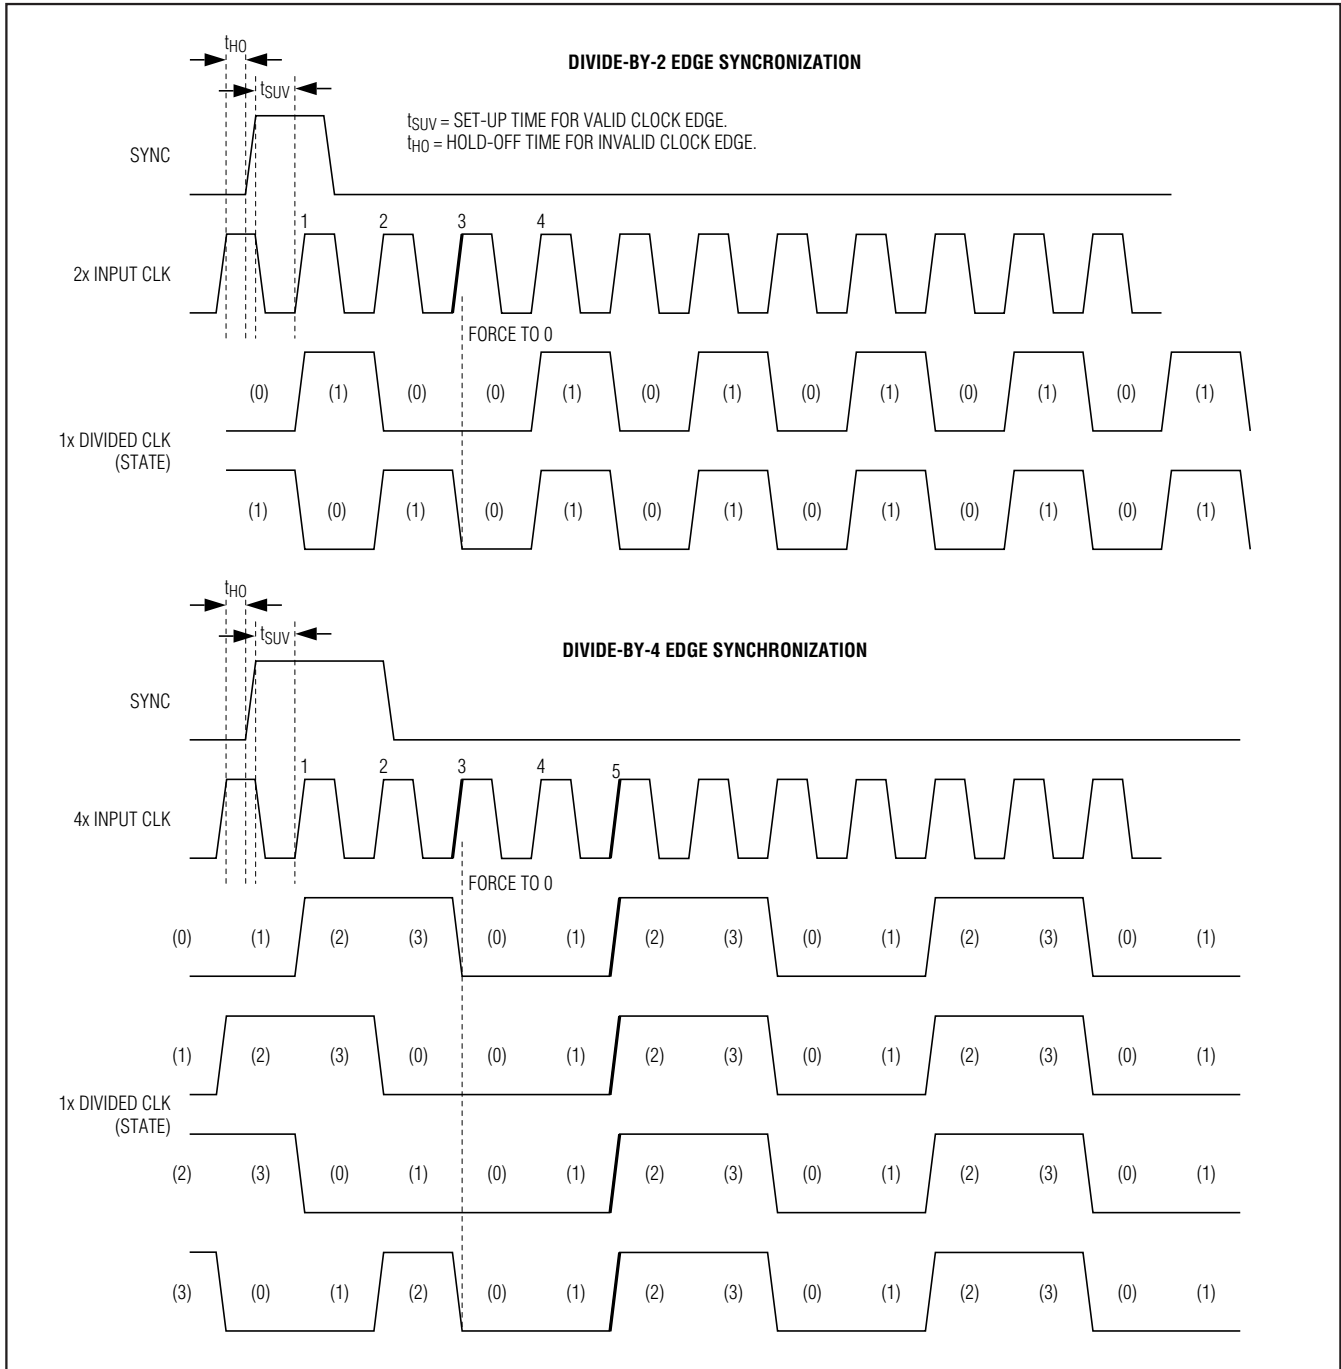 tHO
DIVIDE-BY-2 EDGE SYNCRONIZATION
tSUV
tSUV = SET-UP TIME FOR VALID CLOCK EDGE.
tHO = HOLD-OFF TIME FOR INVALID CLOCK EDGE.
SYNC
1 2 3 4
2x INPUT CLK
FORCE TO 0
(0) (1) (0) (0) (1) (0) (1) (0) (1) (0) (1) (0) (1)
1x DIVIDED CLK
(STATE)
(1) (0) (1) (0) (1) (0) (1) (0) (1) (0) (1) (0) (1)
tHO
tSUV
DIVIDE-BY-4 EDGE SYNCHRONIZATION
SYNC
1 2 3 4 5
4x INPUT CLK
FORCE TO 0
(0) (1) (2) (3) (0) (1) (2) (3) (0) (1) (2) (3) (0) (1)
(1) (2) (3) (0) (0) (1) (2) (3) (0) (1) (2) (3) (0) (1)
1x DIVIDED CLK
(STATE)
(2) (3) (0) (1) (0) (1) (2) (3) (0) (1) (2) (3) (0) (1)
(3) (0) (1) (2) (0) (1) (2) (3) (0) (1) (2) (3) (0) (1)